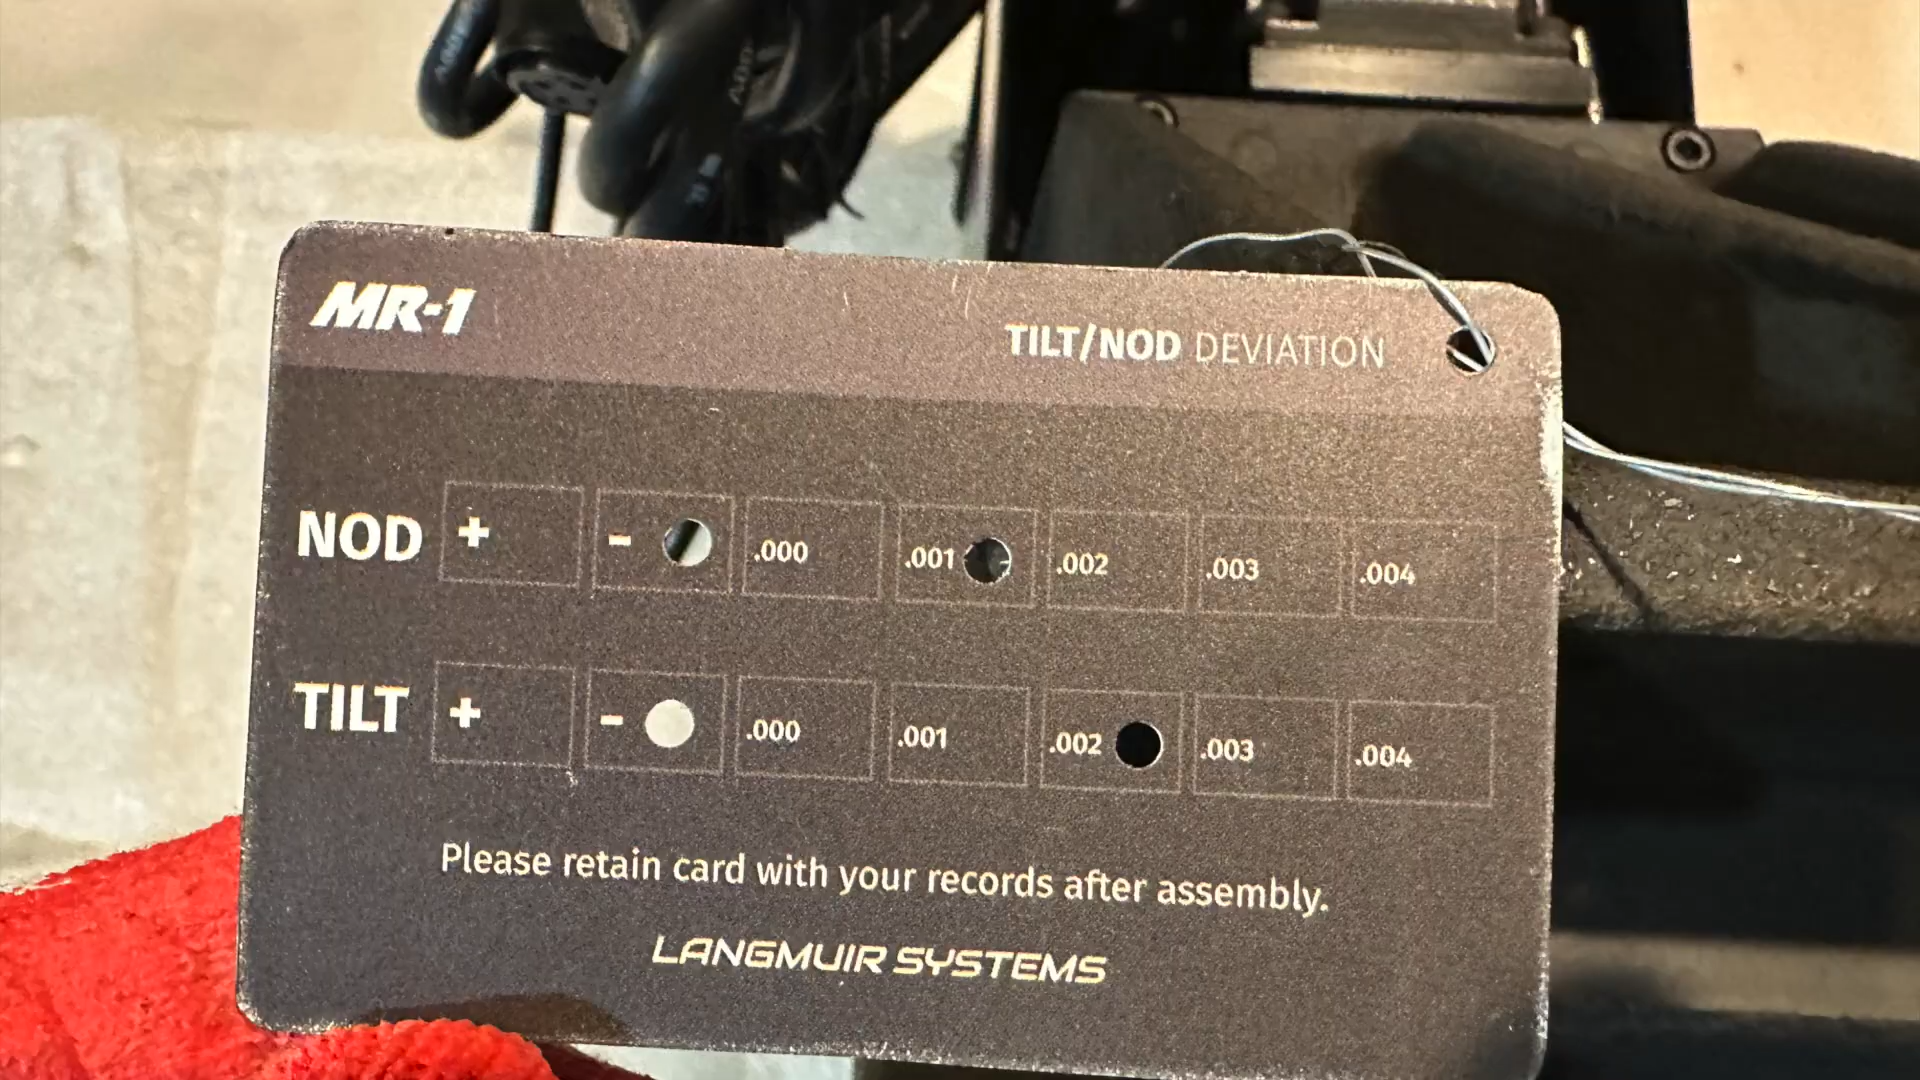 MR-1
TILT/NOD DEVIATION
NOD + - .000 .001 .002 .003 .004
TILT + - .000 .001 .002 .003 .004
Please retain card with your records after assembly.
LANGMUIR SYSTEMS